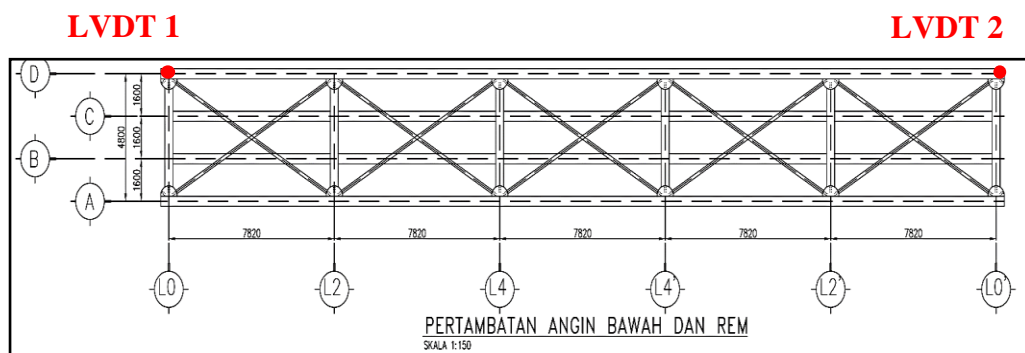 LVDT 1 LVDT 2
D
C
B
A
1600
1600
1600
4800
7820 7820 7820 7820 7820
L0 L2 L4 L4' L2' L0'
PERTAMBATAN ANGIN BAWAH DAN REM
SKALA 1:150